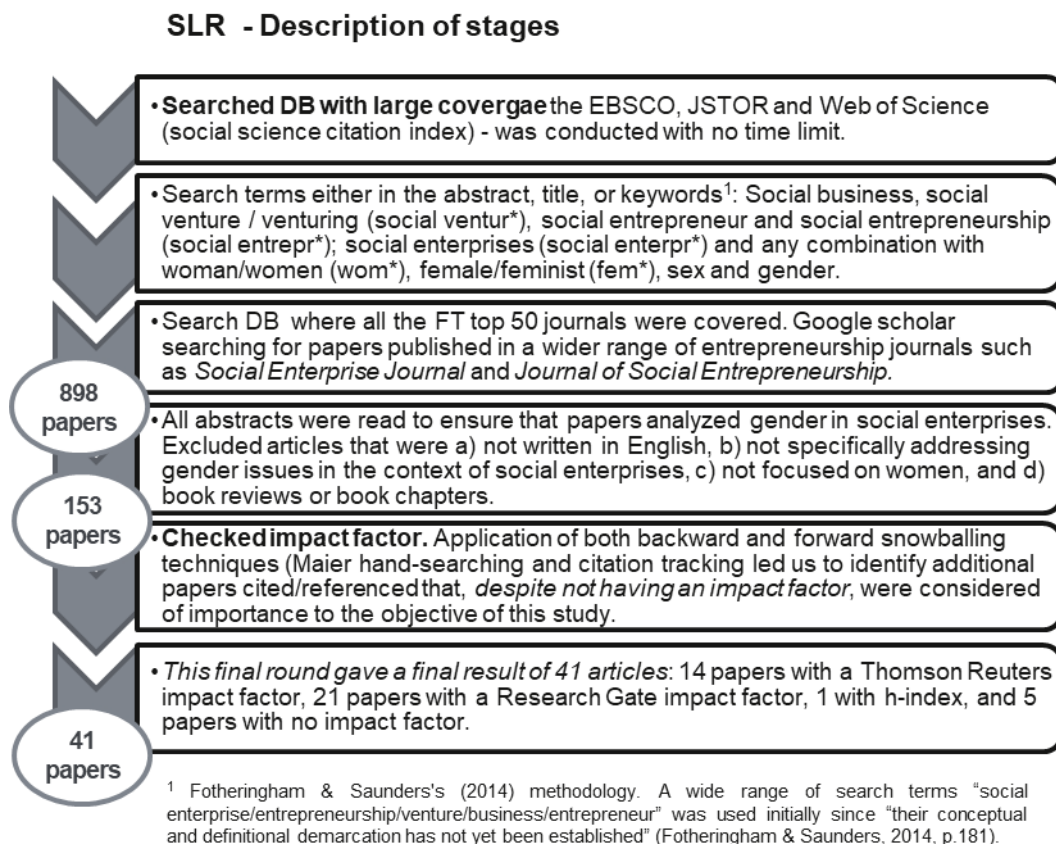 SLR - Description of stages
•Searched DB with large covergae the EBSCO, JSTOR and Web of Science
(social science citation index) - was conducted with no time limit.
•Search terms either in the abstract, title, or keywords1: Social business, social
venture / venturing (social ventur*), social entrepreneur and social entrepreneurship
(social entrepr*); social enterprises (social enterpr*) and any combination with
woman/women (wom*), female/feminist (fem*), sex and gender.
•Search DB where all the FT top 50 journals were covered. Google scholar
searching for papers published in a wider range of entrepreneurship journals such
as Social Enterprise Journal and Journal of Social Entrepreneurship.
898
papers
•All abstracts were read to ensure that papers analyzed gender in social enterprises.
Excluded articles that were a) not written in English, b) not specifically addressing
gender issues in the context of social enterprises, c) not focused on women, and d)
book reviews or book chapters.
153
papers
•Checked impact factor. Application of both backward and forward snowballing
techniques (Maier hand-searching and citation tracking led us to identify additional
papers cited/referenced that, despite not having an impact factor, were considered
of importance to the objective of this study.
•This final round gave a final result of 41 articles: 14 papers with a Thomson Reuters
impact factor, 21 papers with a Research Gate impact factor, 1 with h-index, and 5
papers with no impact factor.
41
papers
1 Fotheringham & Saunders's (2014) methodology. A wide range of search terms “social
enterprise/entrepreneurship/venture/business/entrepreneur” was used initially since “their conceptual
and definitional demarcation has not yet been established” (Fotheringham & Saunders, 2014, p.181).